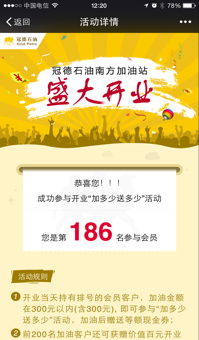 中国电信 12:20 78%
返回 活动详情
冠德石油
冠德石油南方加油站
盛大开业
恭喜您！！！
成功参与开业“加多少送多少”活动
您是第 186 名参与会员
活动规则
1 开业当天持有排号的会员客户，加油金额
在300元以内(含300元), 即可参与“加多少
送多少”活动，加油后赠送等额现金券；
2 前200名加油客户还可获赠价值百元开业